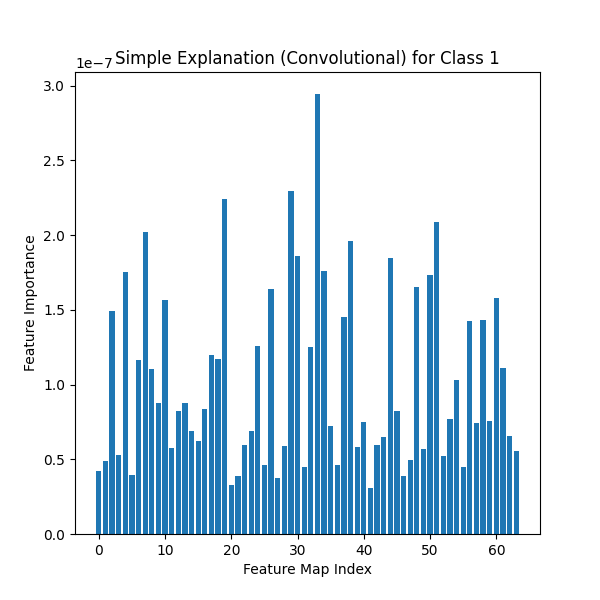 Simple Explanation (Convolutional) for Class 1
1e−7
3.0
2.5
2.0
1.5
1.0
0.5
0.0
Feature Importance
0 10 20 30 40 50 60
Feature Map Index